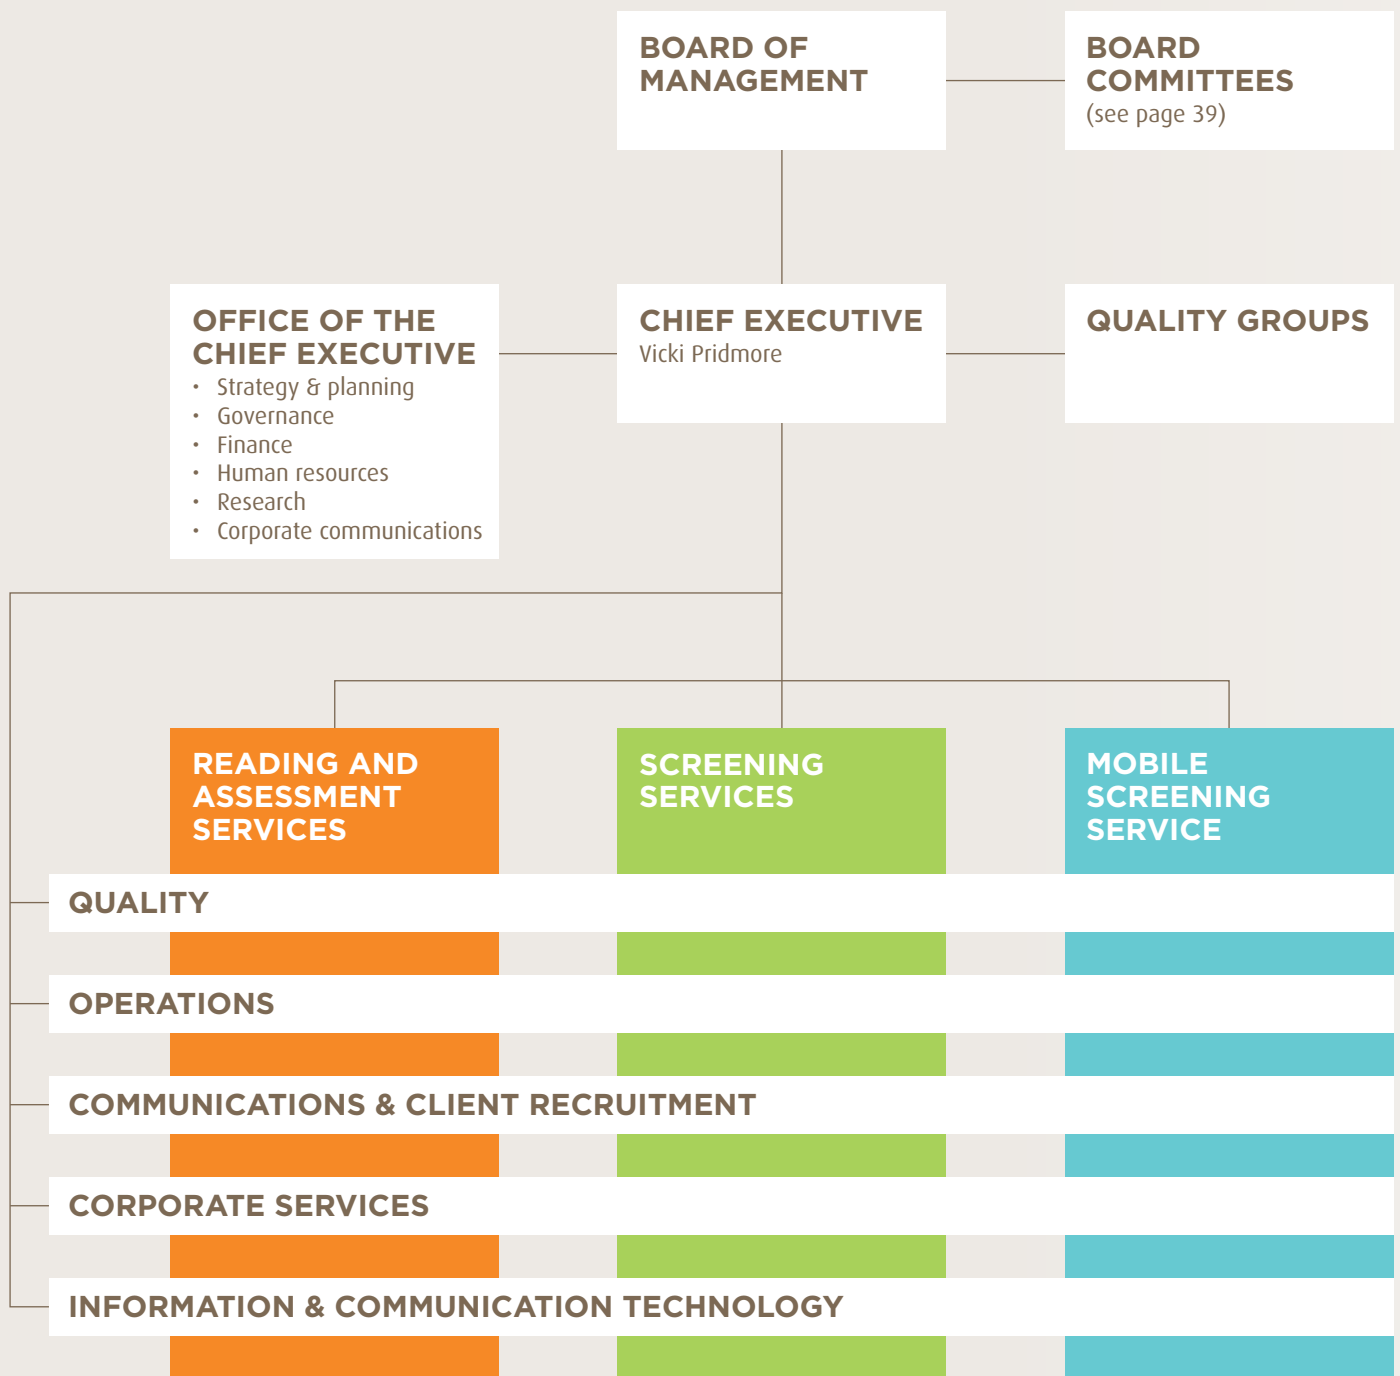 BOARD OF
MANAGEMENT
BOARD
COMMITTEES
(see page 39)
OFFICE OF THE
CHIEF EXECUTIVE
• Strategy & planning
• Governance
• Finance
• Human resources
• Research
• Corporate communications
CHIEF EXECUTIVE
Vicki Pridmore
QUALITY GROUPS
READING AND
ASSESSMENT
SERVICES
SCREENING
SERVICES
MOBILE
SCREENING
SERVICE
QUALITY
OPERATIONS
COMMUNICATIONS & CLIENT RECRUITMENT
CORPORATE SERVICES
INFORMATION & COMMUNICATION TECHNOLOGY